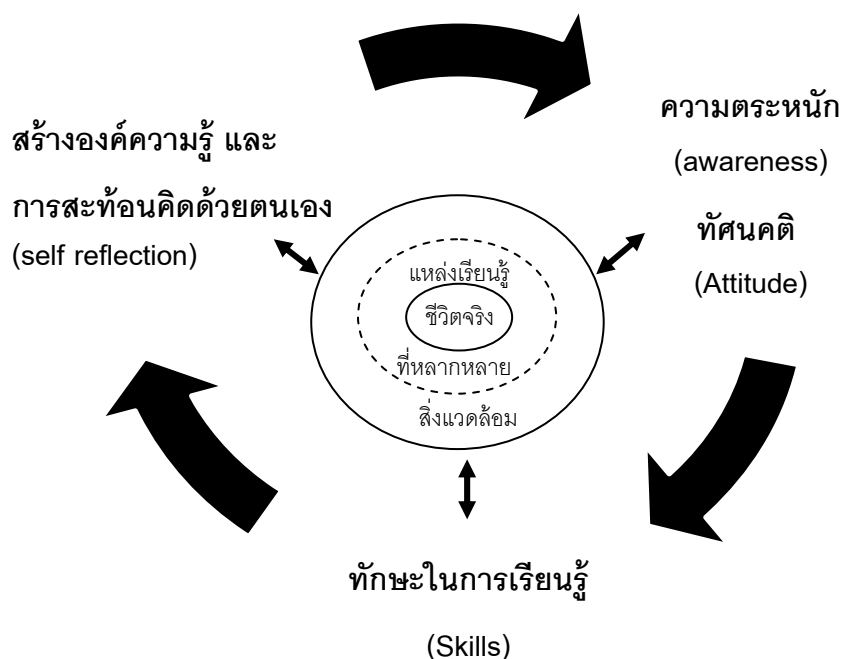 สร้างองค์ความรู้ และ
การสะท้อนคิดด้วยตนเอง
(self reflection)
ความตระหนัก
(awareness)
ทัศนคติ
(Attitude)
แหล่งเรียนรู้
ชีวิตจริง
ที่หลากหลาย
สิ่งแวดล้อม
ทักษะในการเรียนรู้
(Skills)